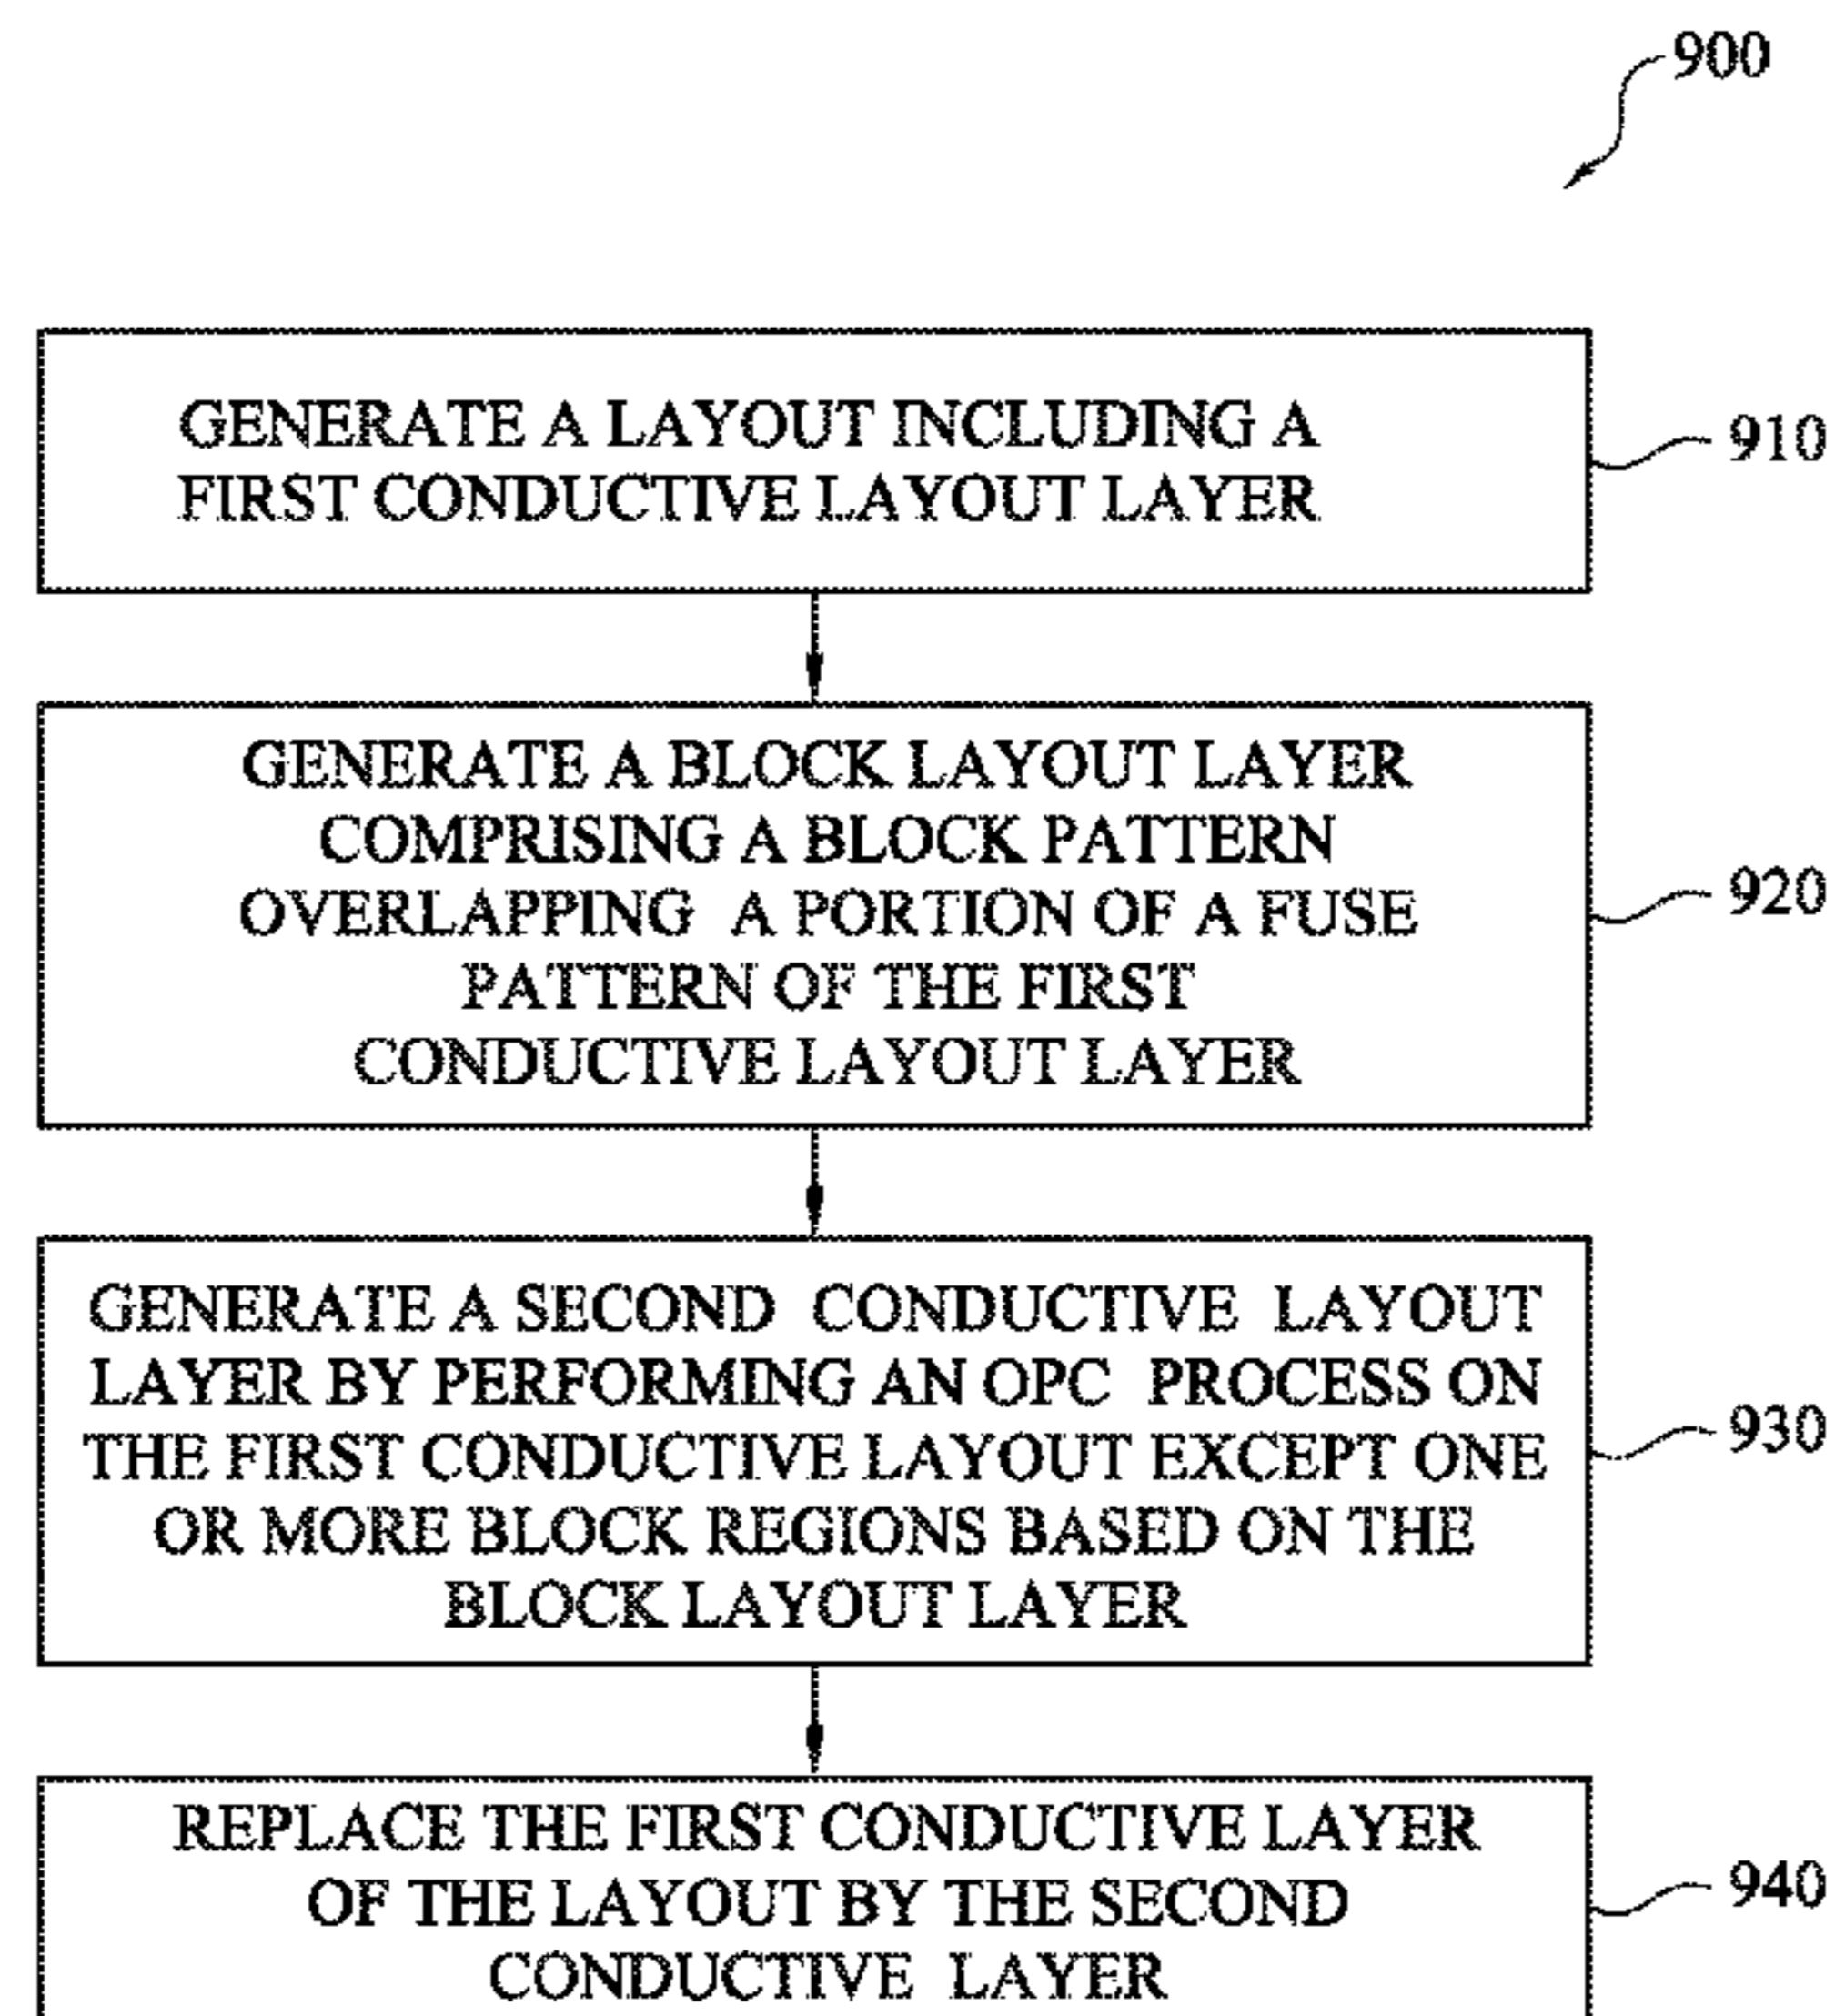 900
GENERATE A LAYOUT INCLUDING A
FIRST CONDUCTIVE LAYOUT LAYER
910
GENERATE A BLOCK LAYOUT LAYER
COMPRISING A BLOCK PATTERN
OVERLAPPING A PORTION OF A FUSE
PATTERN OF THE FIRST
CONDUCTIVE LAYOUT LAYER
920
GENERATE A SECOND CONDUCTIVE LAYOUT
LAYER BY PERFORMING AN OPC PROCESS ON
THE FIRST CONDUCTIVE LAYOUT EXCEPT ONE
OR MORE BLOCK REGIONS BASED ON THE
BLOCK LAYOUT LAYER
930
REPLACE THE FIRST CONDUCTIVE LAYER
OF THE LAYOUT BY THE SECOND
CONDUCTIVE LAYER
940